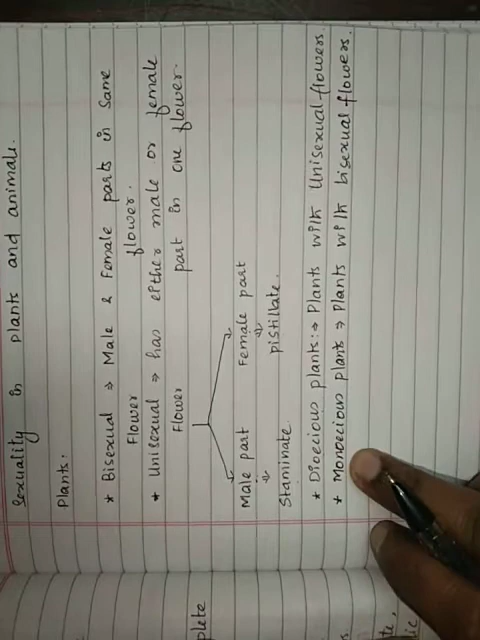 Sexuality in plants and animals.
Plants:
* Bisexual ⇒ Male & Female parts in same
Flower flower.
* Unisexual ⇒ has either male or female
Flower part in one flower.
Male part Female part
⇓ ⇓
Staminate. pistillate.
* Dioecious plants:⇒ Plants with Unisexual flowers.
* Monoecious plants ⇒ Plants with bisexual flowers.
plete